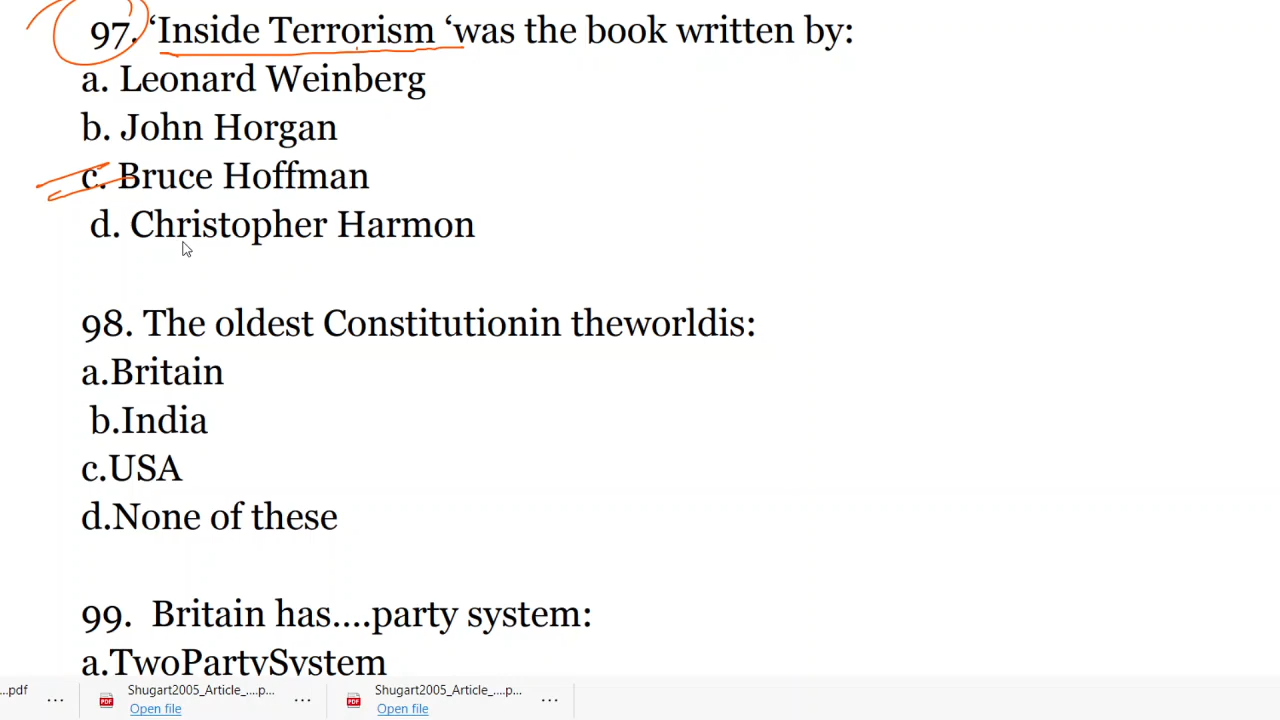 97. ‘Inside Terrorism ‘was the book written by:
a. Leonard Weinberg
b. John Horgan
c. Bruce Hoffman
d. Christopher Harmon
98. The oldest Constitutionin theworldis:
a.Britain
b.India
c.USA
d.None of these
99. Britain has....party system:
a.TwoPartySystem
...pdf ... Shugart2005_Article_....p... ... Shugart2005_Article_....p... ...
Open file Open file